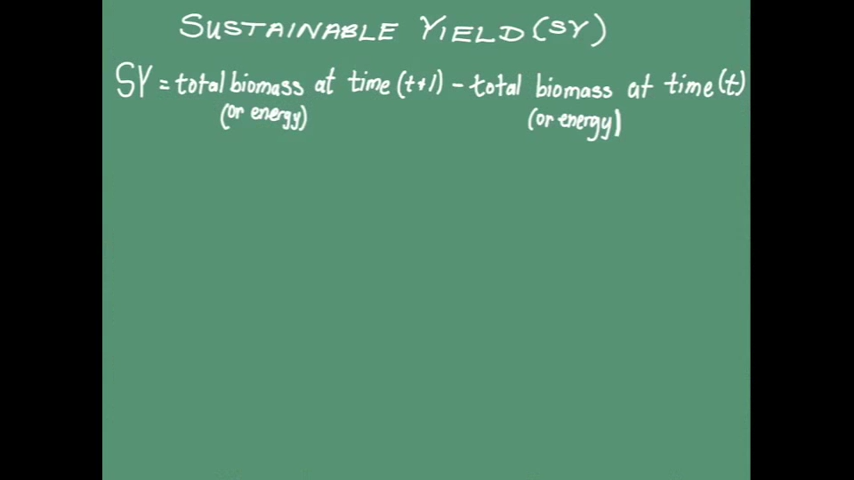 SUSTAINABLE YIELD (SY)
SY = total biomass at time (t+1) - total biomass at time (t)
(or energy) (or energy)